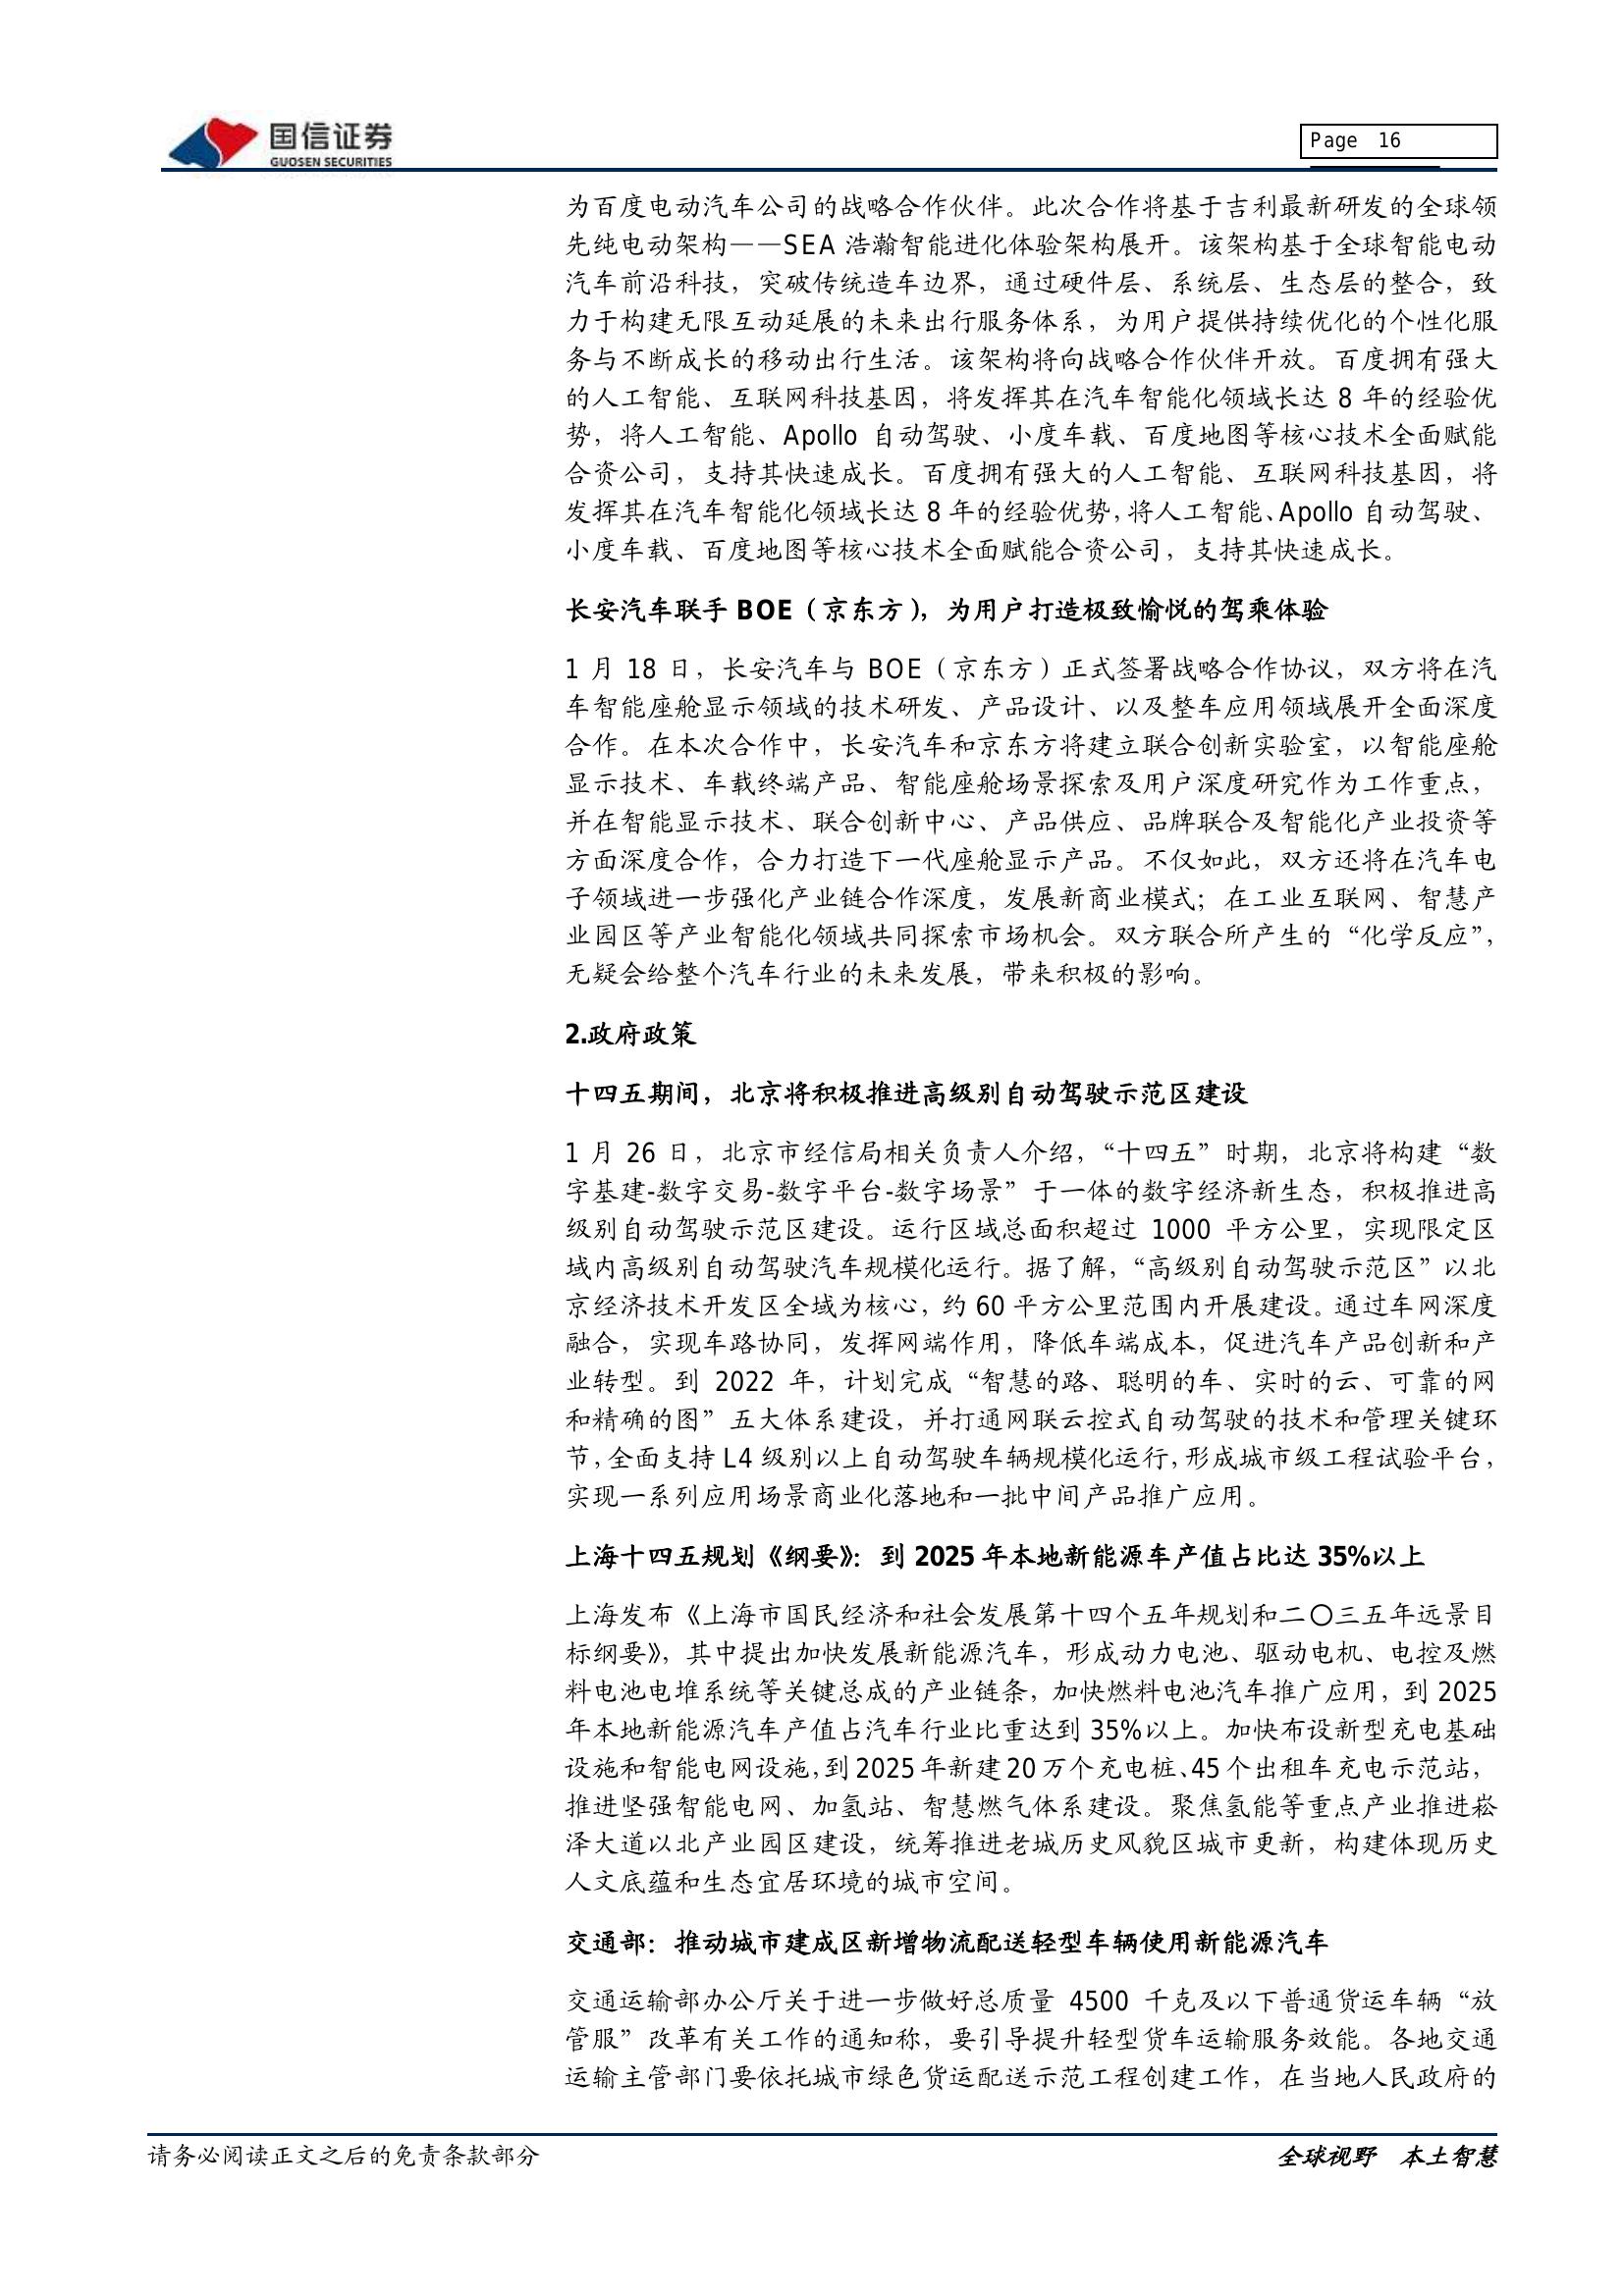 国信证券
GUOSEN SECURITIES
Page 16
为百度电动汽车公司的战略合作伙伴。此次合作将基于吉利最新研发的全球领
先纯电动架构——SEA 浩瀚智能进化体验架构展开。该架构基于全球智能电动
汽车前沿科技，突破传统造车边界，通过硬件层、系统层、生态层的整合，致
力于构建无限互动延展的未来出行服务体系，为用户提供持续优化的个性化服
务与不断成长的移动出行生活。该架构将向战略合作伙伴开放。百度拥有强大
的人工智能、互联网科技基因，将发挥其在汽车智能化领域长达 8 年的经验优
势，将人工智能、Apollo 自动驾驶、小度车载、百度地图等核心技术全面赋能
合资公司，支持其快速成长。百度拥有强大的人工智能、互联网科技基因，将
发挥其在汽车智能化领域长达 8 年的经验优势，将人工智能、Apollo 自动驾驶、
小度车载、百度地图等核心技术全面赋能合资公司，支持其快速成长。
长安汽车联手 BOE（京东方），为用户打造极致愉悦的驾乘体验
1 月 18 日，长安汽车与 BOE（京东方）正式签署战略合作协议，双方将在汽
车智能座舱显示领域的技术研发、产品设计、以及整车应用领域展开全面深度
合作。在本次合作中，长安汽车和京东方将建立联合创新实验室，以智能座舱
显示技术、车载终端产品、智能座舱场景探索及用户深度研究作为工作重点，
并在智能显示技术、联合创新中心、产品供应、品牌联合及智能化产业投资等
方面深度合作，合力打造下一代座舱显示产品。不仅如此，双方还将在汽车电
子领域进一步强化产业链合作深度，发展新商业模式；在工业互联网、智慧产
业园区等产业智能化领域共同探索市场机会。双方联合所产生的“化学反应”，
无疑会给整个汽车行业的未来发展，带来积极的影响。
2.政府政策
十四五期间，北京将积极推进高级别自动驾驶示范区建设
1 月 26 日，北京市经信局相关负责人介绍，“十四五”时期，北京将构建“数
字基建-数字交易-数字平台-数字场景”于一体的数字经济新生态，积极推进高
级别自动驾驶示范区建设。运行区域总面积超过 1000 平方公里，实现限定区
域内高级别自动驾驶汽车规模化运行。据了解，“高级别自动驾驶示范区”以北
京经济技术开发区全域为核心，约 60 平方公里范围内开展建设。通过车网深度
融合，实现车路协同，发挥网端作用，降低车端成本，促进汽车产品创新和产
业转型。到 2022 年，计划完成“智慧的路、聪明的车、实时的云、可靠的网
和精确的图”五大体系建设，并打通网联云控式自动驾驶的技术和管理关键环
节，全面支持 L4 级别以上自动驾驶车辆规模化运行，形成城市级工程试验平台，
实现一系列应用场景商业化落地和一批中间产品推广应用。
上海十四五规划《纲要》：到 2025 年本地新能源车产值占比达 35%以上
上海发布《上海市国民经济和社会发展第十四个五年规划和二〇三五年远景目
标纲要》，其中提出加快发展新能源汽车，形成动力电池、驱动电机、电控及燃
料电池电堆系统等关键总成的产业链条，加快燃料电池汽车推广应用，到 2025
年本地新能源汽车产值占汽车行业比重达到 35%以上。加快布设新型充电基础
设施和智能电网设施，到 2025 年新建 20 万个充电桩、45 个出租车充电示范站，
推进坚强智能电网、加氢站、智慧燃气体系建设。聚焦氢能等重点产业推进崧
泽大道以北产业园区建设，统筹推进老城历史风貌区城市更新，构建体现历史
人文底蕴和生态宜居环境的城市空间。
交通部：推动城市建成区新增物流配送轻型车辆使用新能源汽车
交通运输部办公厅关于进一步做好总质量 4500 千克及以下普通货运车辆“放
管服”改革有关工作的通知称，要引导提升轻型货车运输服务效能。各地交通
运输主管部门要依托城市绿色货运配送示范工程创建工作，在当地人民政府的
请务必阅读正文之后的免责条款部分
全球视野 本土智慧